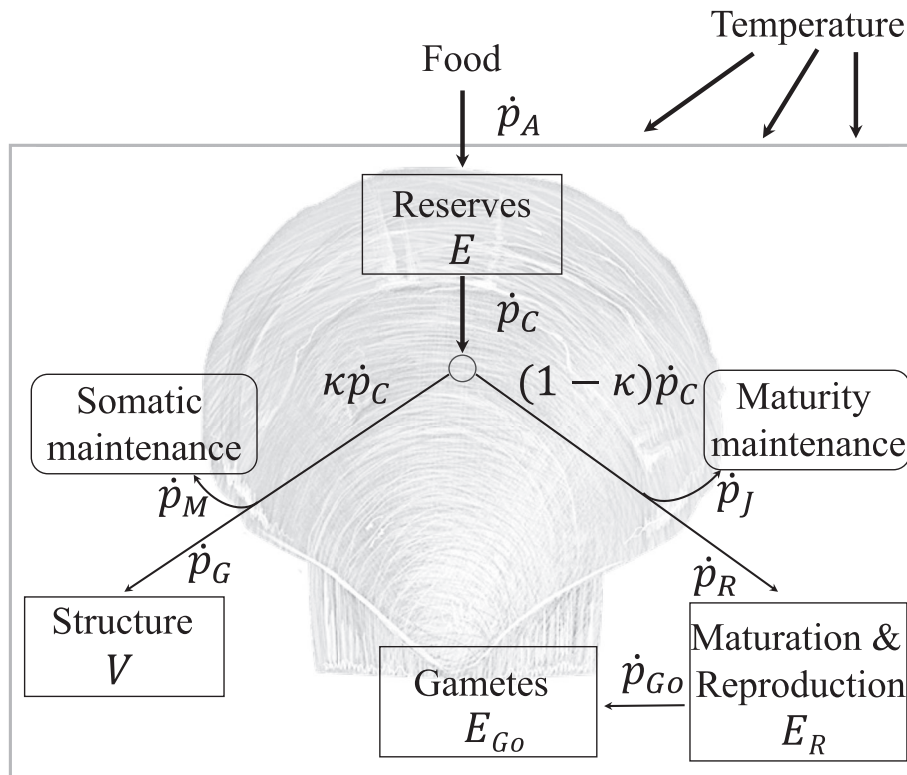 Temperature
Food
ṗ_A
Reserves
E
ṗ_C
κṗ_C
(1 − κ)ṗ_C
Somatic
maintenance
Maturity
maintenance
ṗ_M
ṗ_J
ṗ_G
ṗ_R
Structure
V
Maturation &
Reproduction
E_R
ṗ_Go
Gametes
E_Go